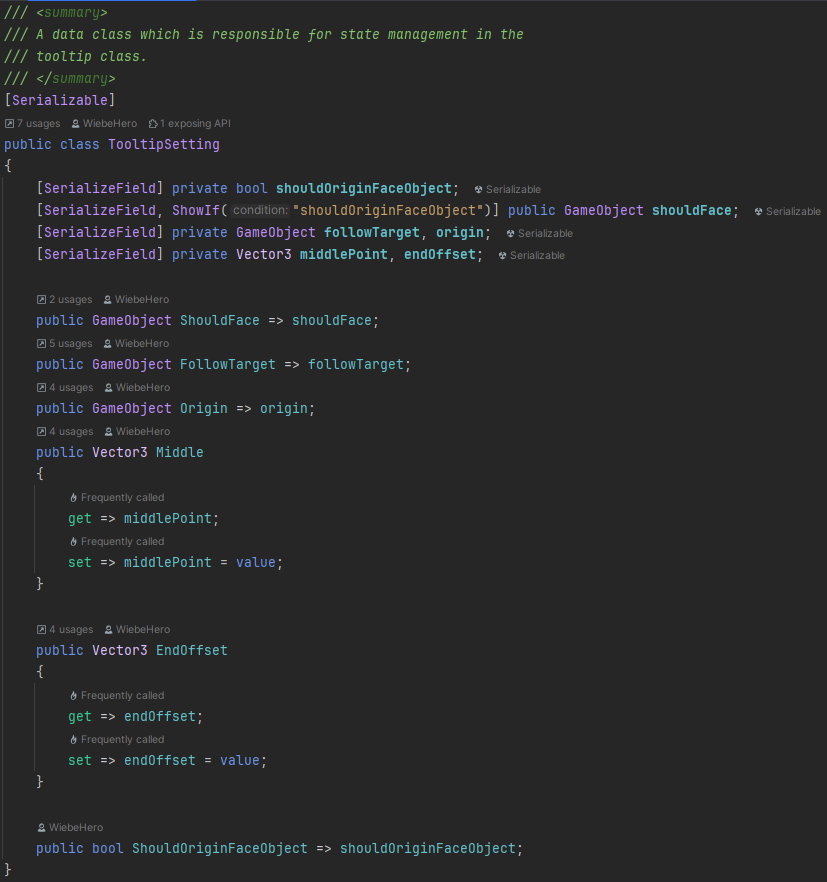 /// <summary>
/// A data class which is responsible for state management in the
/// tooltip class.
/// </summary>
[Serializable]
7 usages WiebeHero 1 exposing API
public class TooltipSetting
{
[SerializeField] private bool shouldOriginFaceObject; Serializable
[SerializeField, ShowIf( condition: "shouldOriginFaceObject")] public GameObject shouldFace; Serializable
[SerializeField] private GameObject followTarget, origin; Serializable
[SerializeField] private Vector3 middlePoint, endOffset; Serializable
2 usages WiebeHero
public GameObject ShouldFace => shouldFace;
5 usages WiebeHero
public GameObject FollowTarget => followTarget;
4 usages WiebeHero
public GameObject Origin => origin;
4 usages WiebeHero
public Vector3 Middle
{
Frequently called
get => middlePoint;
Frequently called
set => middlePoint = value;
}
4 usages WiebeHero
public Vector3 EndOffset
{
Frequently called
get => endOffset;
Frequently called
set => endOffset = value;
}
WiebeHero
public bool ShouldOriginFaceObject => shouldOriginFaceObject;
}